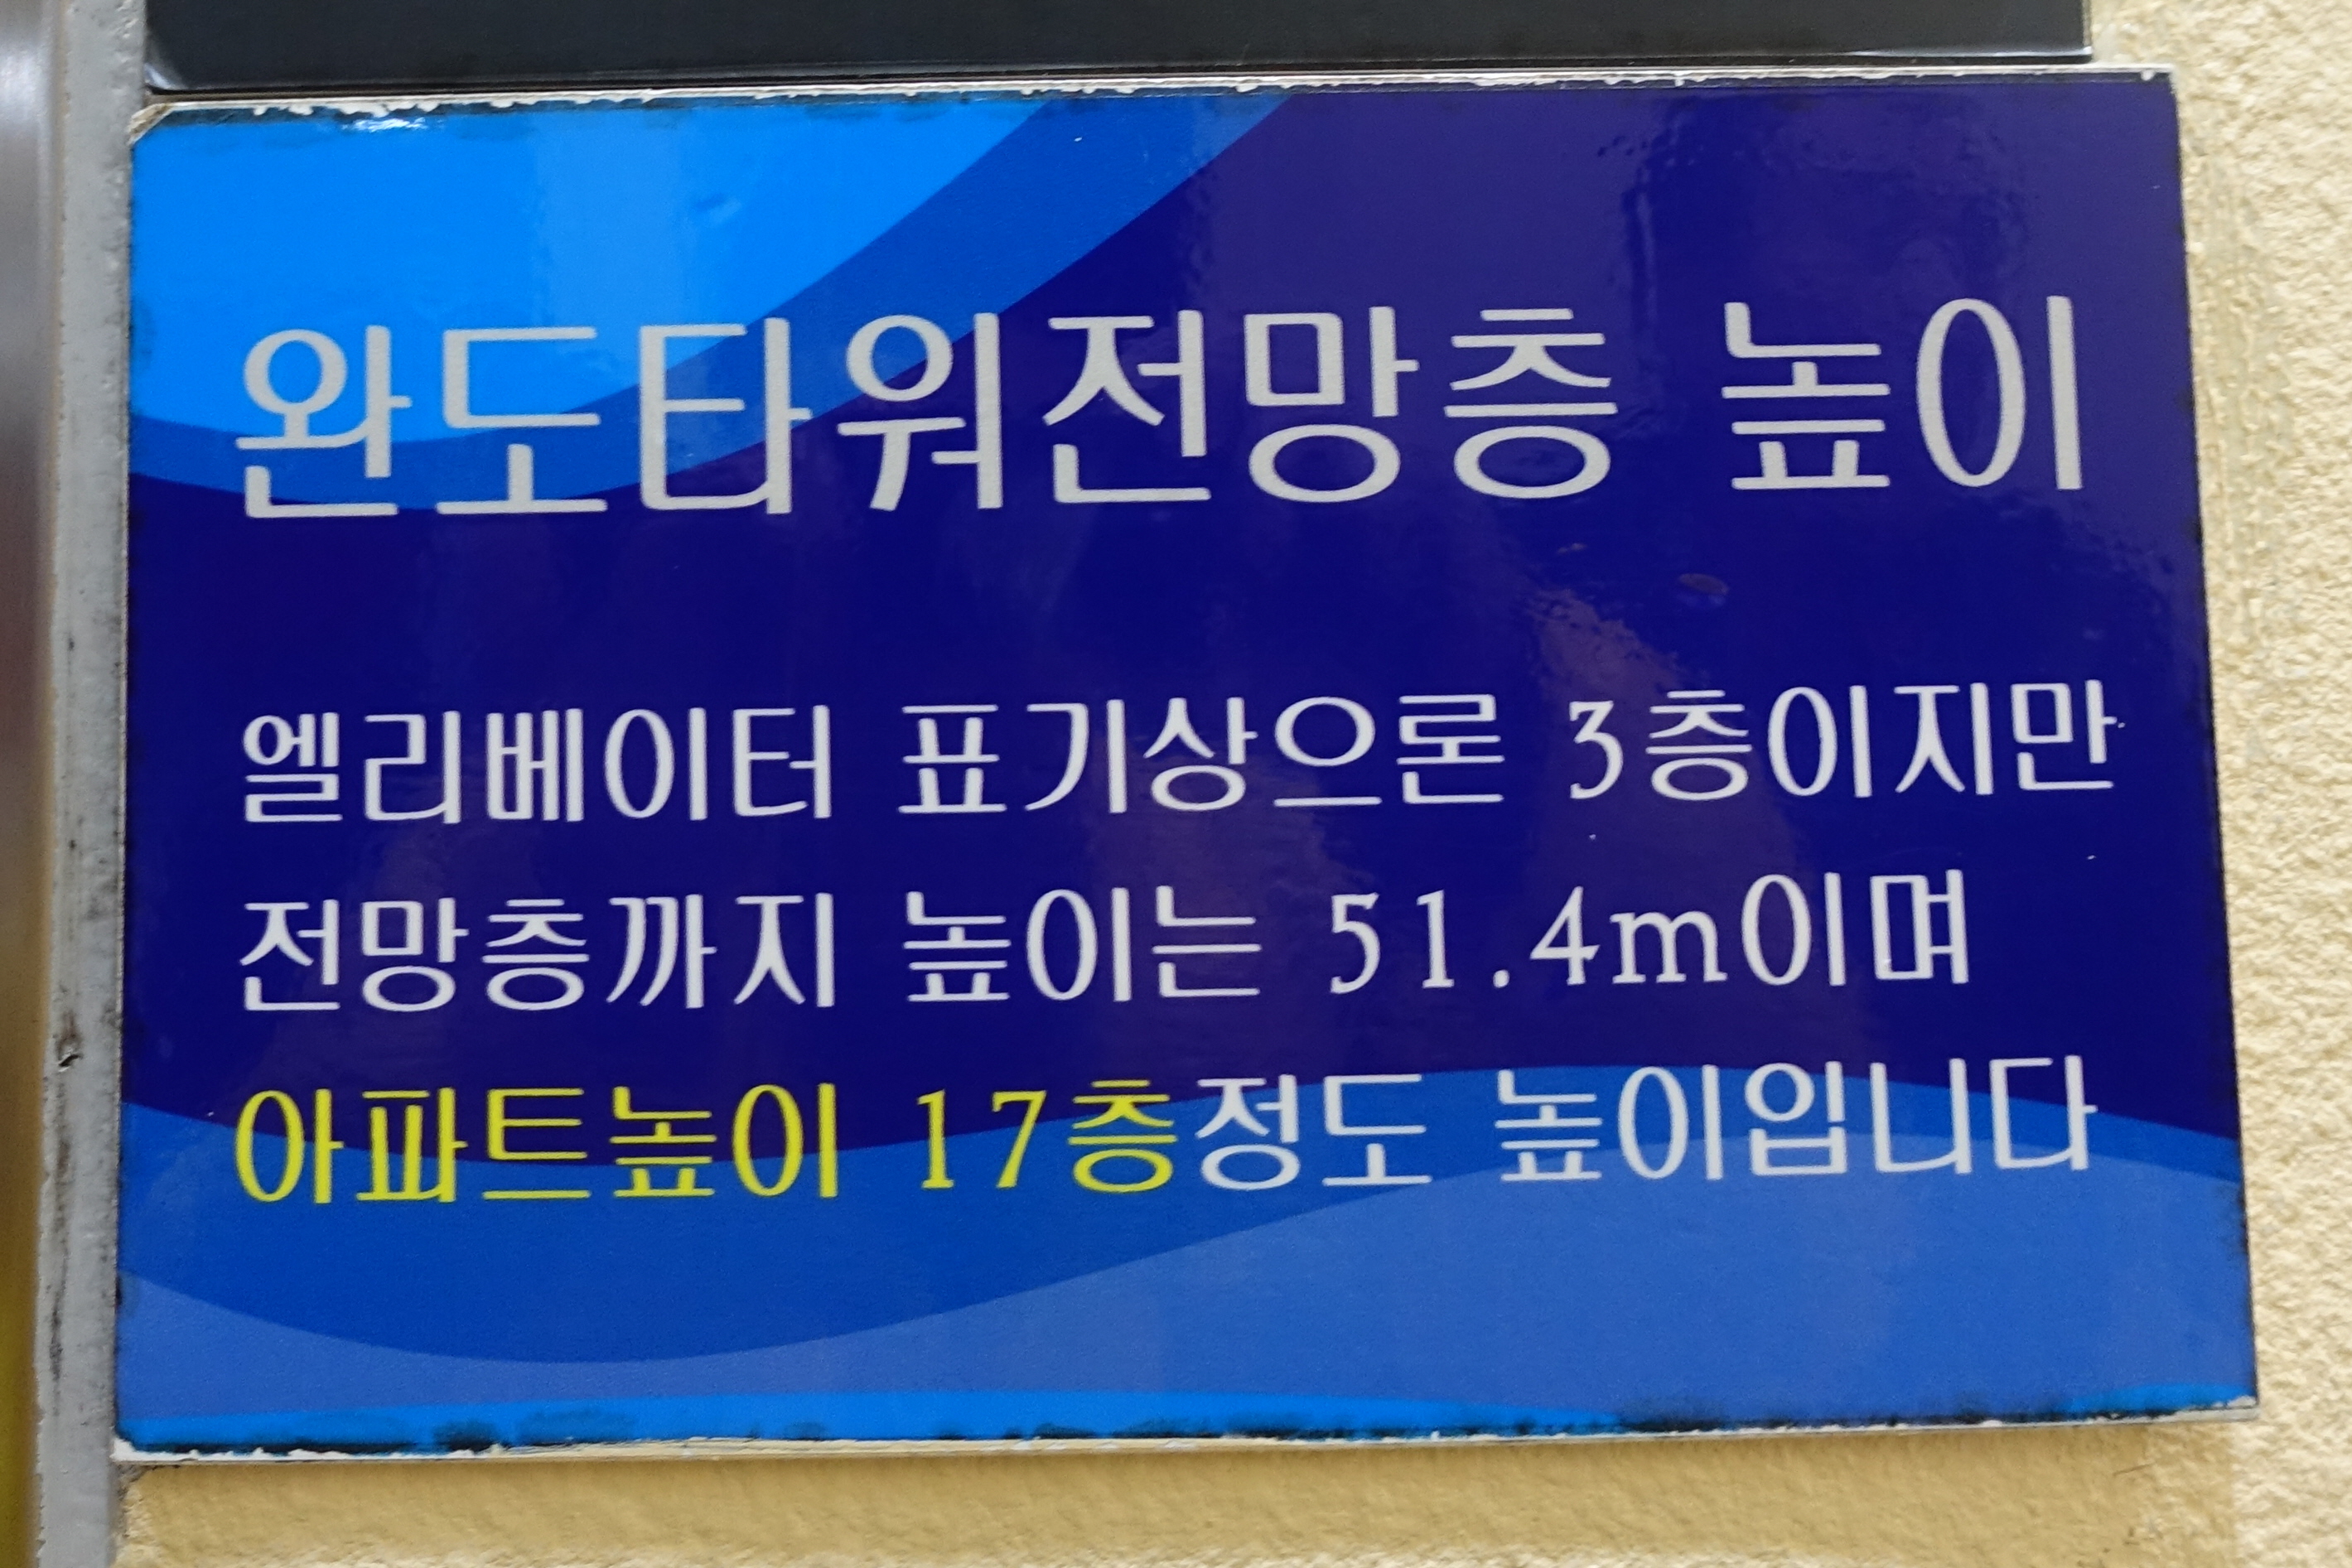 완도타워전망층 높이
엘리베이터 표기상으론 3층이지만
전망층까지 높이는 51.4m이며
아파트높이 17층정도 높이입니다